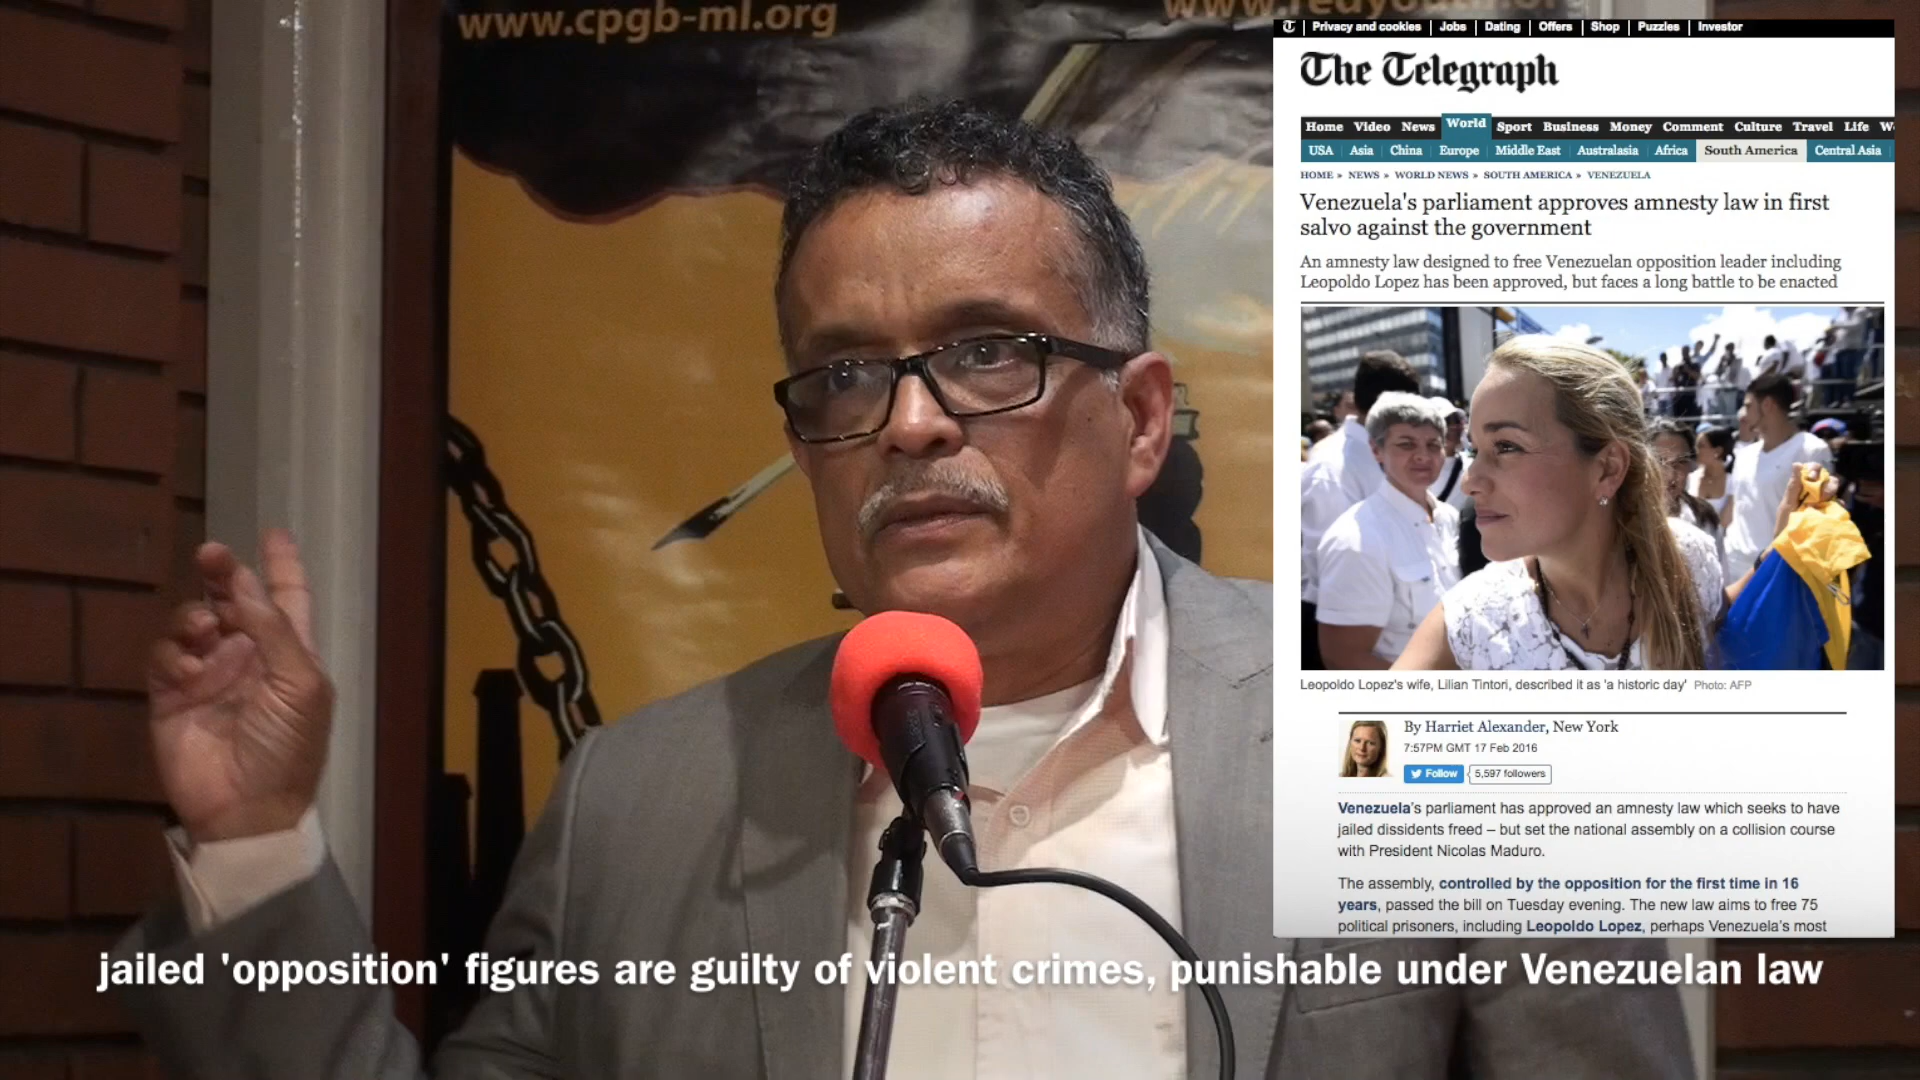 www.cpgb-ml.org
www.redyouth.org
Privacy and cookies | Jobs | Dating | Offers | Shop | Puzzles | Investor
The Telegraph
Home Video News World Sport Business Money Comment Culture Travel Life
USA Asia China Europe Middle East Australasia Africa South America Central Asia
HOME » NEWS » WORLD NEWS » SOUTH AMERICA » VENEZUELA
Venezuela's parliament approves amnesty law in first
salvo against the government
An amnesty law designed to free Venezuelan opposition leader including
Leopoldo Lopez has been approved, but faces a long battle to be enacted
Leopoldo Lopez's wife, Lilian Tintori, described it as 'a historic day' Photo: AFP
By Harriet Alexander, New York
7:57PM GMT 17 Feb 2016
Follow 5,597 followers
Venezuela's parliament has approved an amnesty law which seeks to have
jailed dissidents freed – but set the national assembly on a collision course
with President Nicolas Maduro.
The assembly, controlled by the opposition for the first time in 16
years, passed the bill on Tuesday evening. The new law aims to free 75
political prisoners, including Leopoldo Lopez, perhaps Venezuela's most
jailed 'opposition' figures are guilty of violent crimes, punishable under Venezuelan law